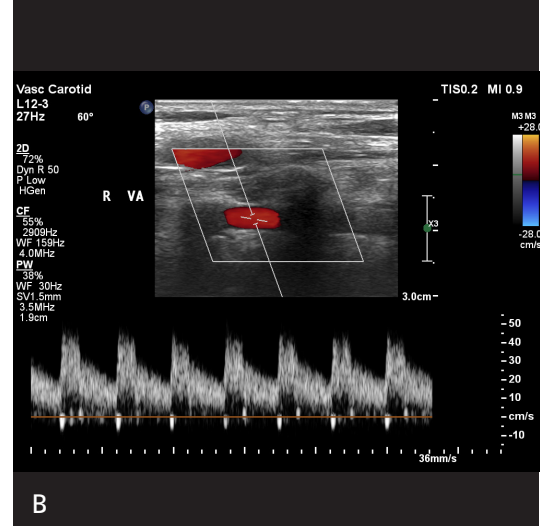 Vasc Carotid
TIS0.2 MI 0.9
L12-3
27Hz 60°
M3 M3
+28.0
P
2D
72%
Dyn R 50
P Low
HGen
R VA
CF
55%
2909Hz
WF 159Hz
4.0MHz
x3
-28.0
cm/s
PW
38%
WF 30Hz
SV1.5mm
3.5MHz
1.9cm
3.0cm
50
40
30
20
10
cm/s
-10
36mm/s
B